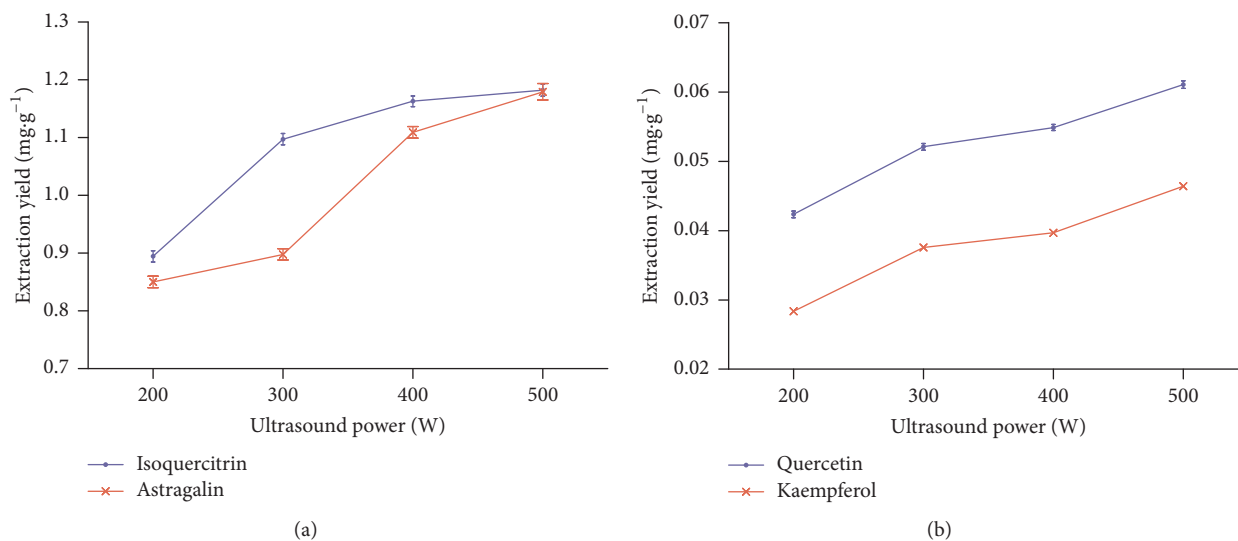 1.3
1.2
1.1
1.0
0.9
0.8
0.7
Extraction yield (mg·g⁻¹)
200 300 400 500
Ultrasound power (W)
Isoquercitrin
Astragalin
(a)
0.07
0.06
0.05
0.04
0.03
0.02
Extraction yield (mg·g⁻¹)
200 300 400 500
Ultrasound power (W)
Quercetin
Kaempferol
(b)